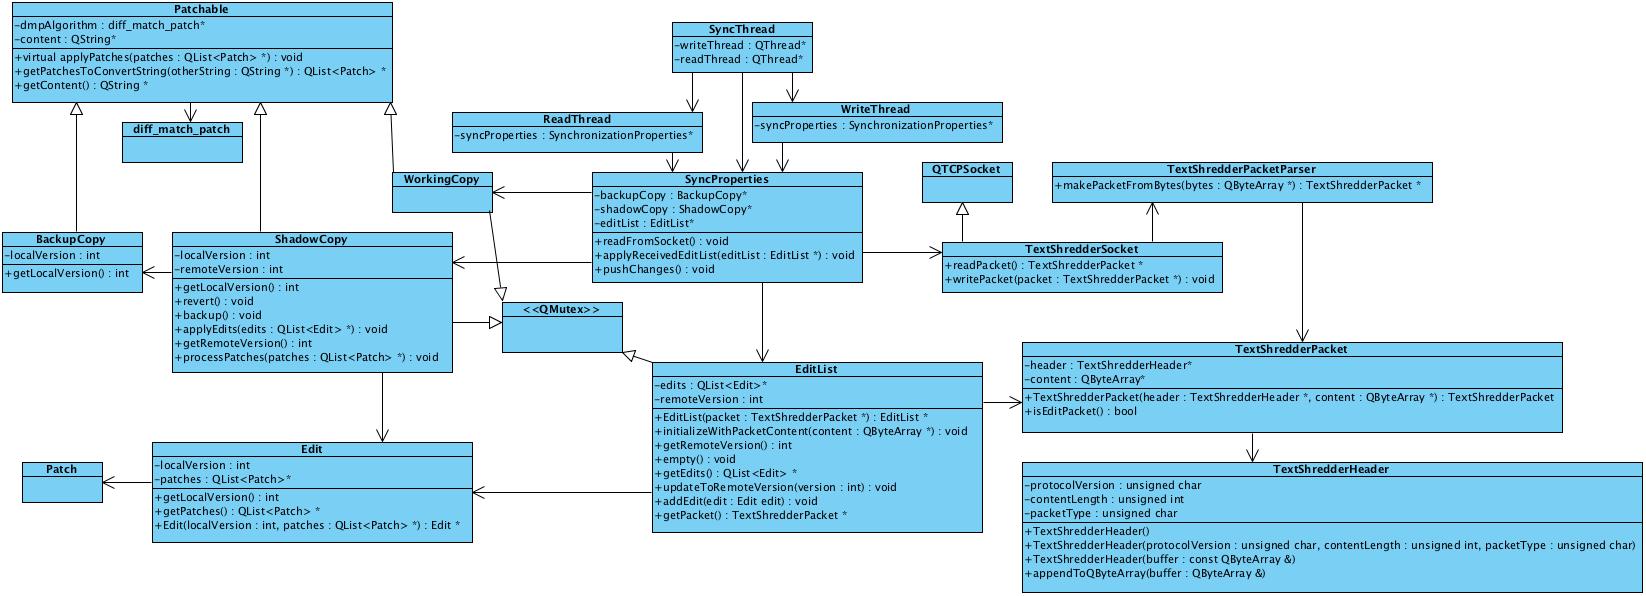 Patchable
-dmpAlgorithm : diff_match_patch*
-content : QString*
+virtual applyPatches(patches : QList<Patch> *) : void
+getPatchesToConvertString(otherString : QString *) : QList<Patch> *
+getContent() : QString *
diff_match_patch
SyncThread
-writeThread : QThread*
-readThread : QThread*
ReadThread
-syncProperties : SynchronizationProperties*
WriteThread
-syncProperties : SynchronizationProperties*
WorkingCopy
SyncProperties
-backupCopy : BackupCopy*
-shadowCopy : ShadowCopy*
-editList : EditList*
+readFromSocket() : void
+applyReceivedEditList(editList : EditList *) : void
+pushChanges() : void
QTCPSocket
TextShredderPacketParser
+makePacketFromBytes(bytes : QByteArray *) : TextShredderPacket *
BackupCopy
-localVersion : int
+getLocalVersion() : int
ShadowCopy
-localVersion : int
-remoteVersion : int
+getLocalVersion() : int
+revert() : void
+backup() : void
+applyEdits(edits : QList<Edit> *) : void
+getRemoteVersion() : int
+processPatches(patches : QList<Patch> *) : void
TextShredderSocket
+readPacket() : TextShredderPacket *
+writePacket(packet : TextShredderPacket *) : void
<<QMutex>>
EditList
-edits : QList<Edit>*
-remoteVersion : int
+EditList(packet : TextShredderPacket *) : EditList *
+initializeWithPacketContent(content : QByteArray *) : void
+getRemoteVersion() : int
+empty() : void
+getEdits() : QList<Edit> *
+updateToRemoteVersion(version : int) : void
+addEdit(edit : Edit edit) : void
+getPacket() : TextShredderPacket *
TextShredderPacket
-header : TextShredderHeader*
-content : QByteArray*
+TextShredderPacket(header : TextShredderHeader *, content : QByteArray *) : TextShredderPacket
+isEditPacket() : bool
Patch
Edit
-localVersion : int
-patches : QList<Patch>*
+getLocalVersion() : int
+getPatches() : QList<Patch> *
+Edit(localVersion : int, patches : QList<Patch> *) : Edit *
TextShredderHeader
-protocolVersion : unsigned char
-contentLength : unsigned int
-packetType : unsigned char
+TextShredderHeader()
+TextShredderHeader(protocolVersion : unsigned char, contentLength : unsigned int, packetType : unsigned char)
+TextShredderHeader(buffer : const QByteArray &)
+appendToQByteArray(buffer : QByteArray &)